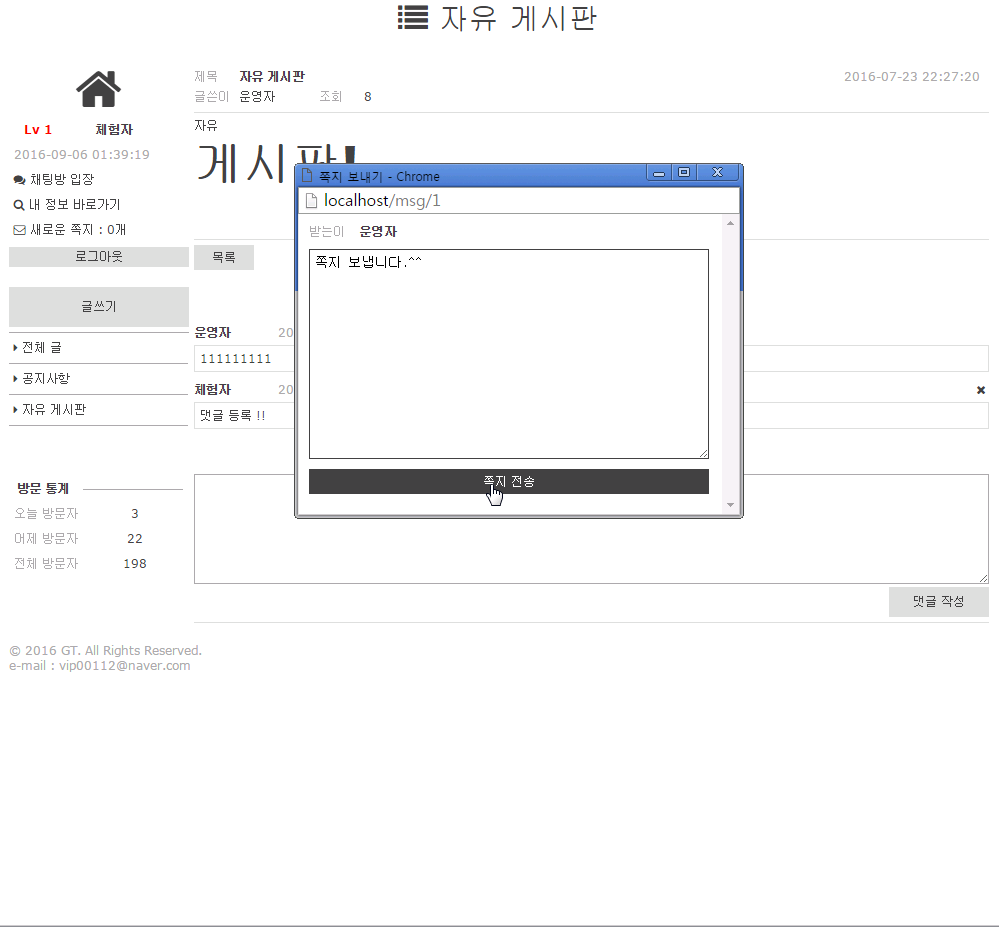 자유 게시판
제목 자유 게시판 2016-07-23 22:27:20
글쓴이 운영자 조회 8
Lv 1 체험자
2016-09-06 01:39:19
채팅방 입장
내 정보 바로가기
새로운 쪽지 : 0개
로그아웃
글쓰기
전체 글
공지사항
자유 게시판
방문 통계
오늘 방문자 3
어제 방문자 22
전체 방문자 198
자유
게시판!
목록
운영자 20
111111111
체험자 20
댓글 등록 !!
쪽지 보내기 - Chrome
localhost/msg/1
받는이 운영자
쪽지 보냅니다.^^
쪽지 전송
댓글 작성
© 2016 GT. All Rights Reserved.
e-mail : vip00112@naver.com